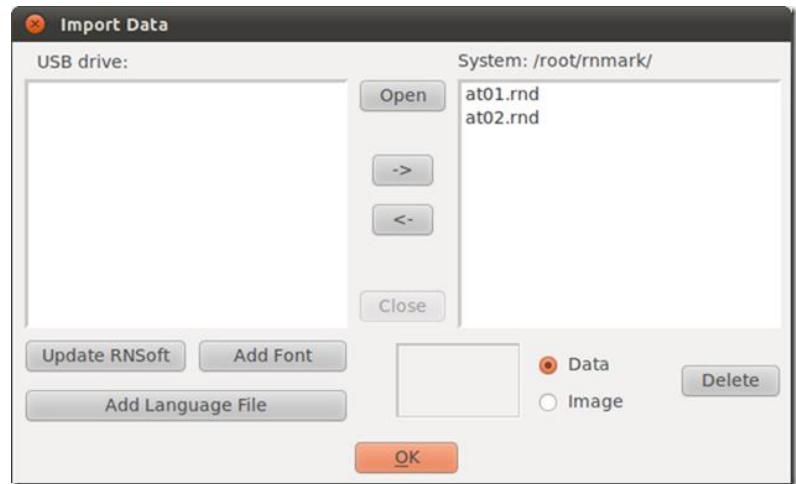 Import Data
USB drive:
System: /root/rnmark/
Open
at01.rnd
at02.rnd
->
<-
Close
Update RNSoft
Add Font
Data
Delete
Add Language File
Image
OK